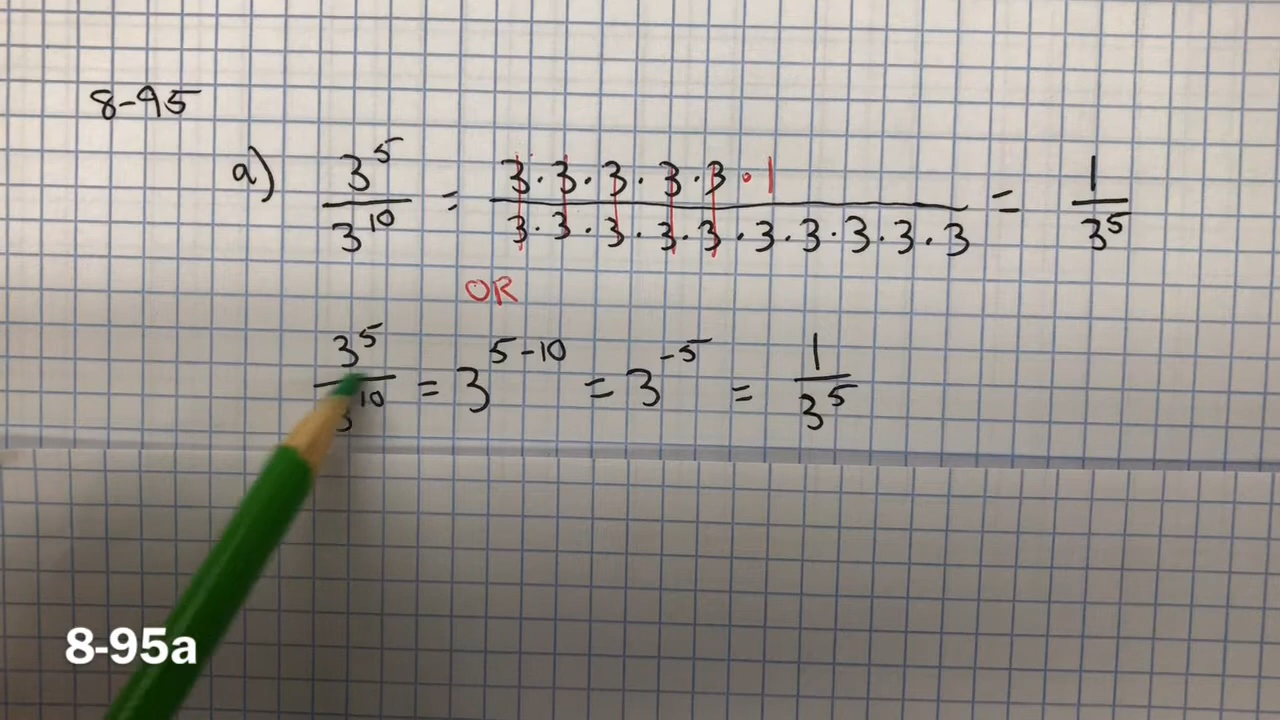 8-95
a) 3^5/3^10 = 3·3·3·3·3·1/3·3·3·3·3·3·3·3·3·3 = 1/3^5
OR
3^5/3^10 = 3^(5-10) = 3^-5 = 1/3^5
8-95a